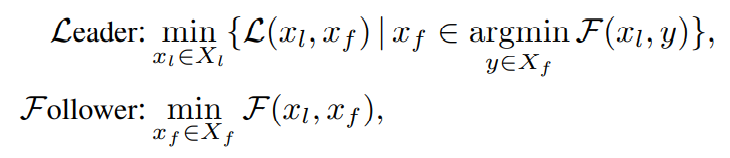 ℒeader: min_{x_l∈X_l} {ℒ(x_l, x_f) | x_f ∈ argmin_{y∈X_f} ℱ(x_l, y)},
ℱollower: min_{x_f∈X_f} ℱ(x_l, x_f),